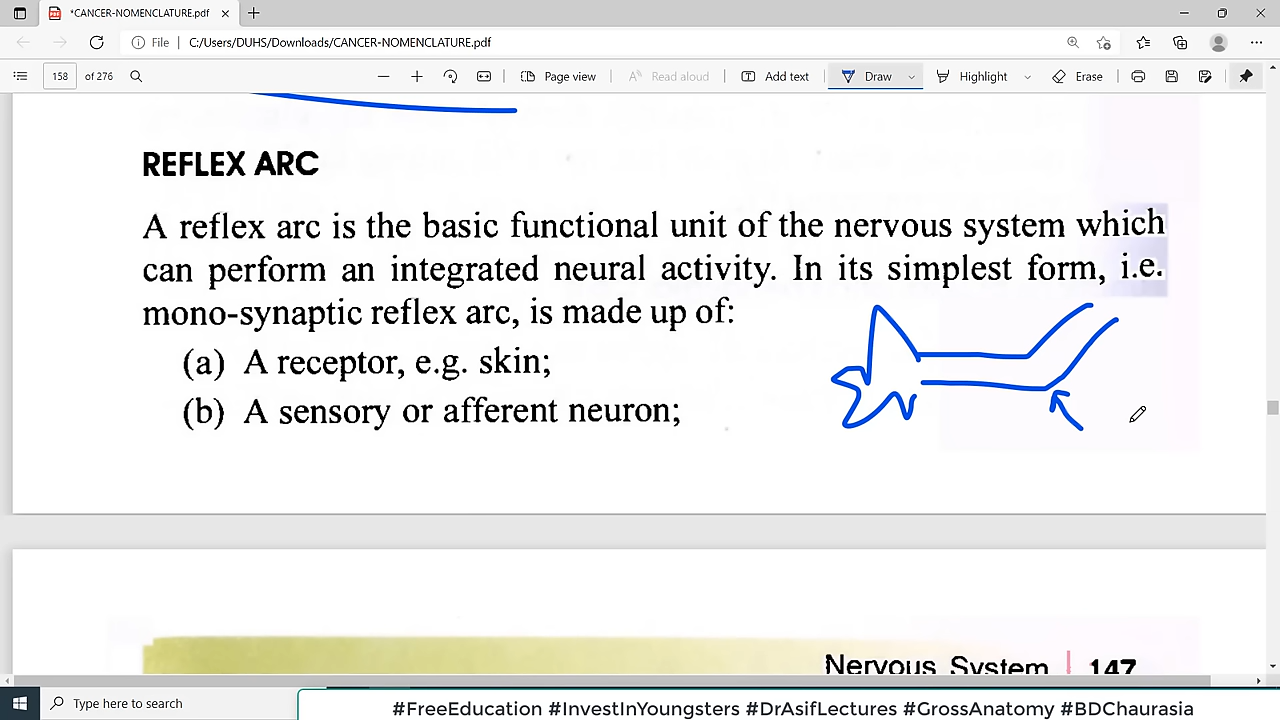 *CANCER-NOMENCLATURE.pdf
File | C:/Users/DUHS/Downloads/CANCER-NOMENCLATURE.pdf
158 of 276 Page view Read aloud Add text Draw Highlight Erase
REFLEX ARC
A reflex arc is the basic functional unit of the nervous system which
can perform an integrated neural activity. In its simplest form, i.e.
mono-synaptic reflex arc, is made up of:
(a) A receptor, e.g. skin;
(b) A sensory or afferent neuron;
Nervous System | 147
Type here to search
#FreeEducation #InvestInYoungsters #DrAsifLectures #GrossAnatomy #BDChaurasia